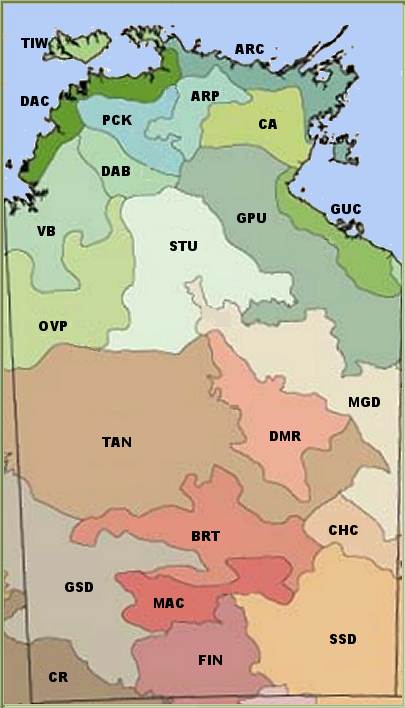 TIW
ARC
DAC
ARP
PCK
CA
4
DAB
GUC
VB
GPU
STU
OVP
MGD
TAN
DMR
BRT
CHC
GSD
MAC
SSD
FIN
CR